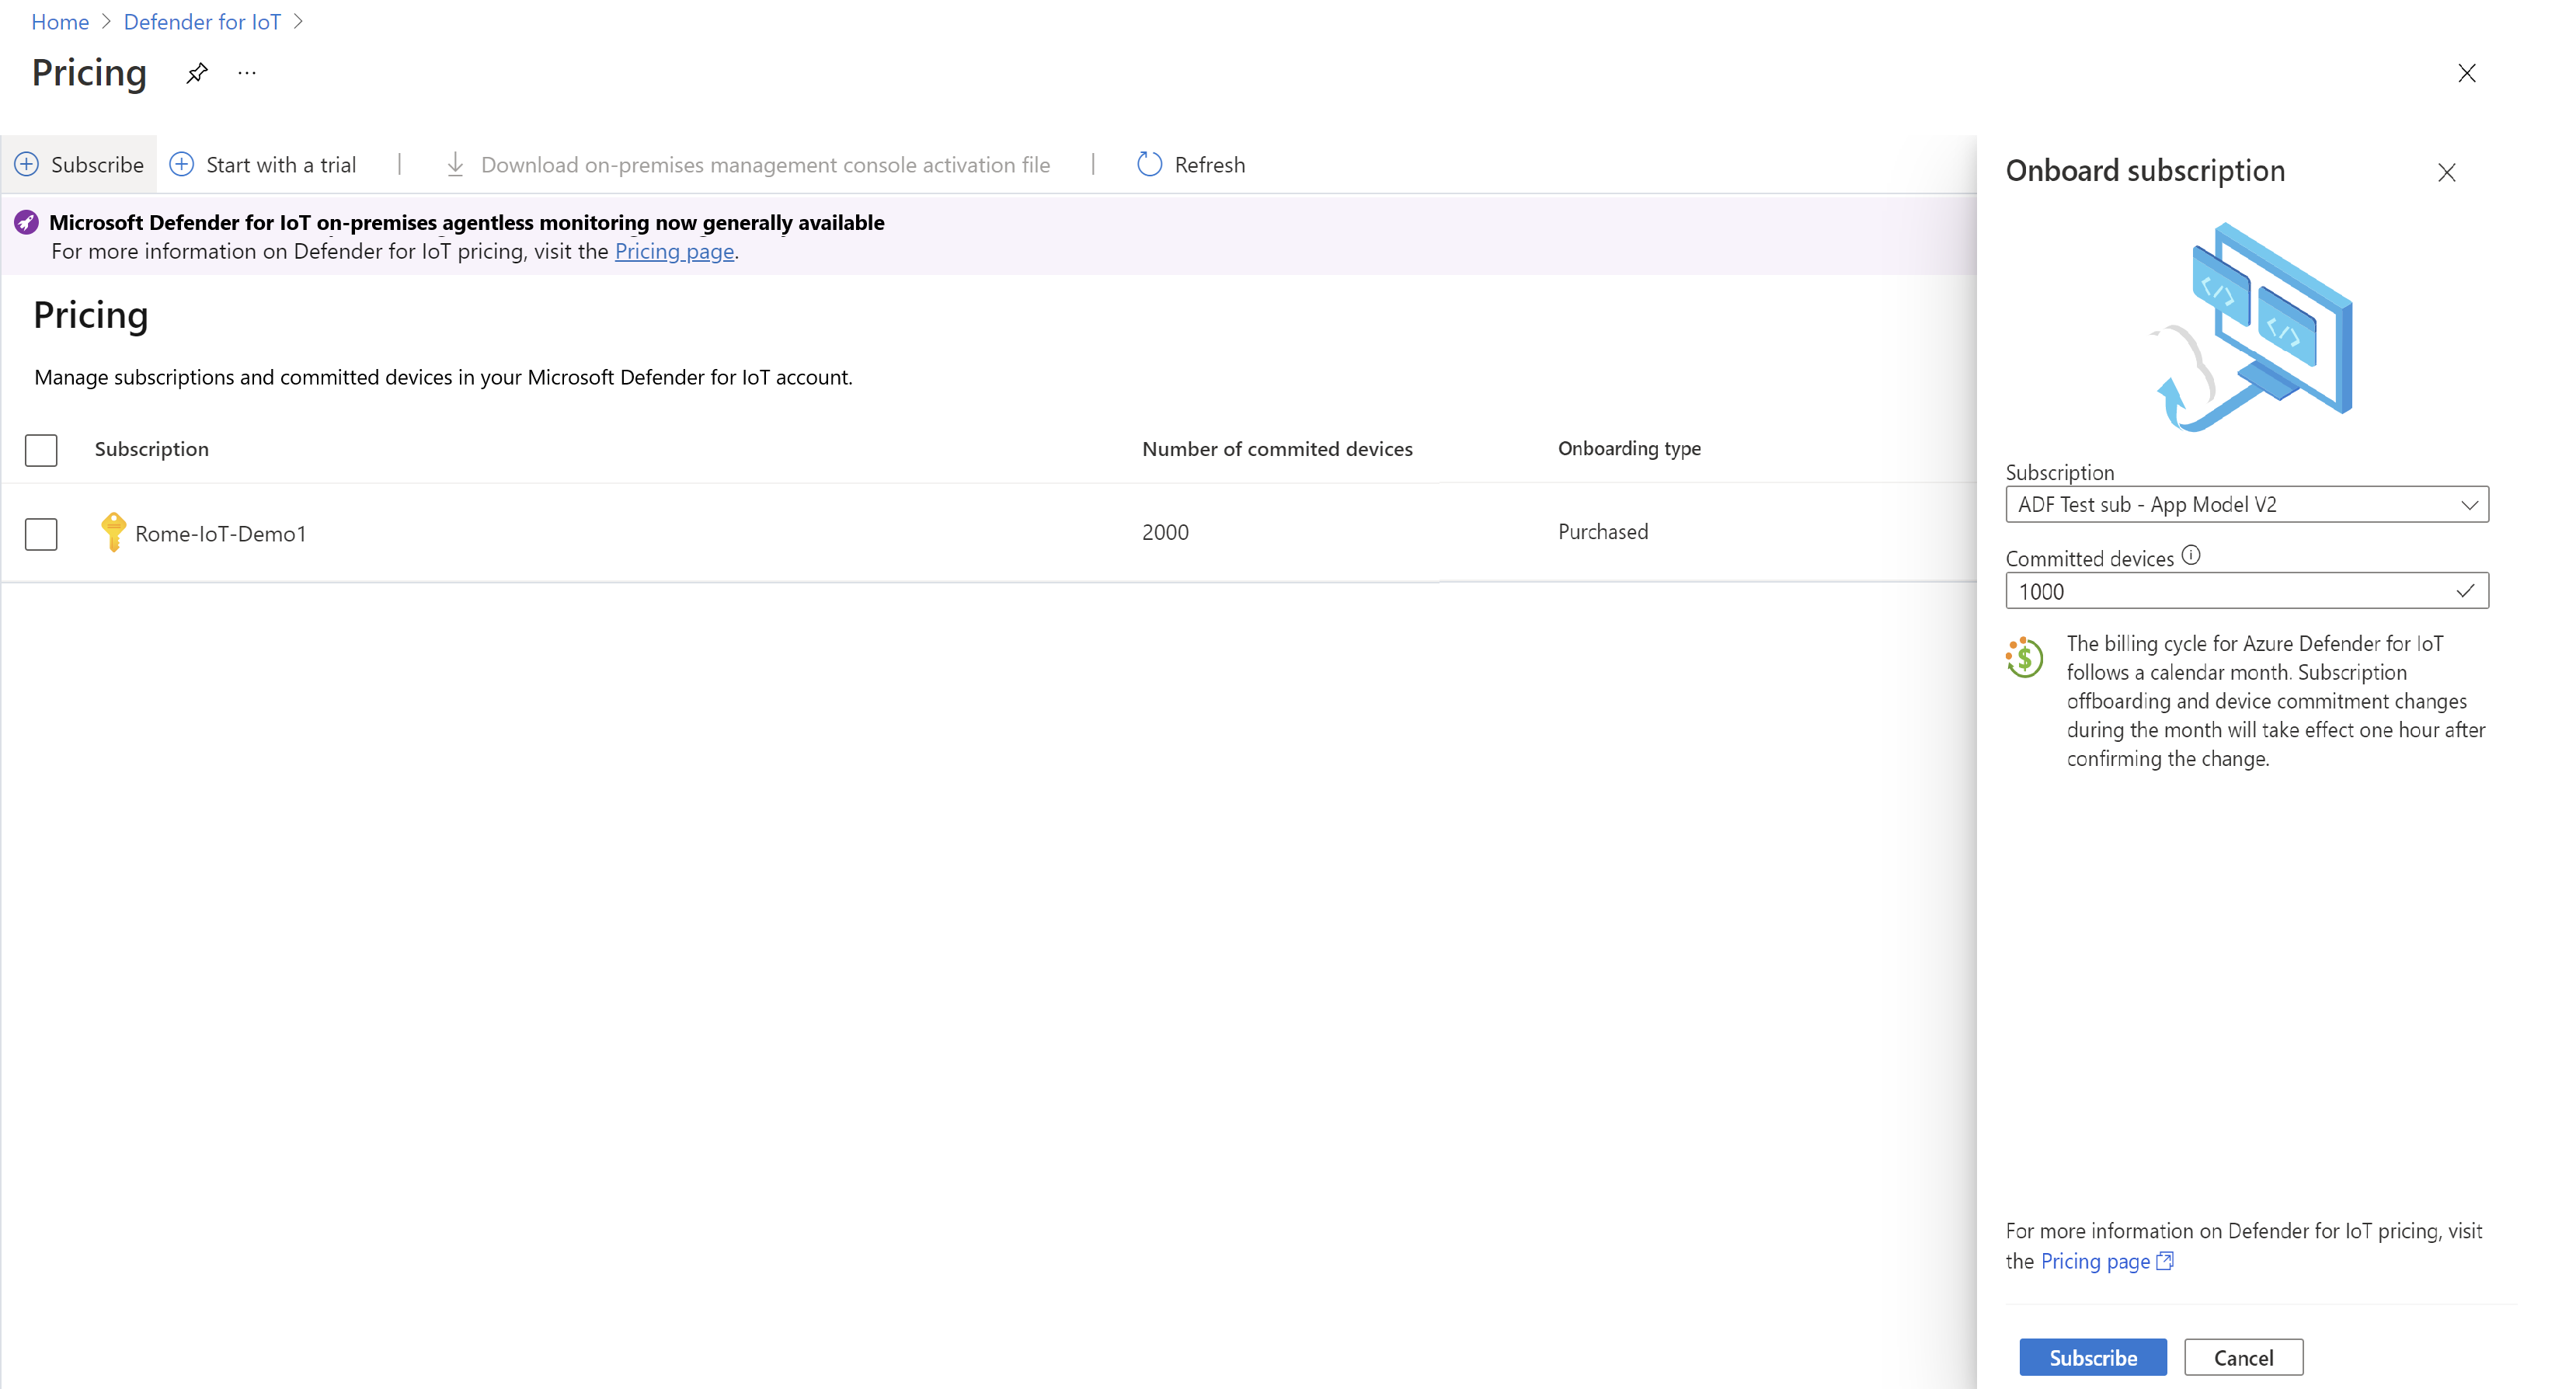 Home > Defender for IoT >
Pricing ...
Subscribe Start with a trial | Download on-premises management console activation file | Refresh
Microsoft Defender for IoT on-premises agentless monitoring now generally available
For more information on Defender for IoT pricing, visit the Pricing page.
Pricing
Manage subscriptions and committed devices in your Microsoft Defender for IoT account.
Subscription Number of commited devices Onboarding type
Rome-IoT-Demo1 2000 Purchased
Onboard subscription
</>
</>
Subscription
ADF Test sub - App Model V2
Committed devices
1000
The billing cycle for Azure Defender for IoT
follows a calendar month. Subscription
offboarding and device commitment changes
during the month will take effect one hour after
confirming the change.
For more information on Defender for IoT pricing, visit
the Pricing page
Subscribe Cancel